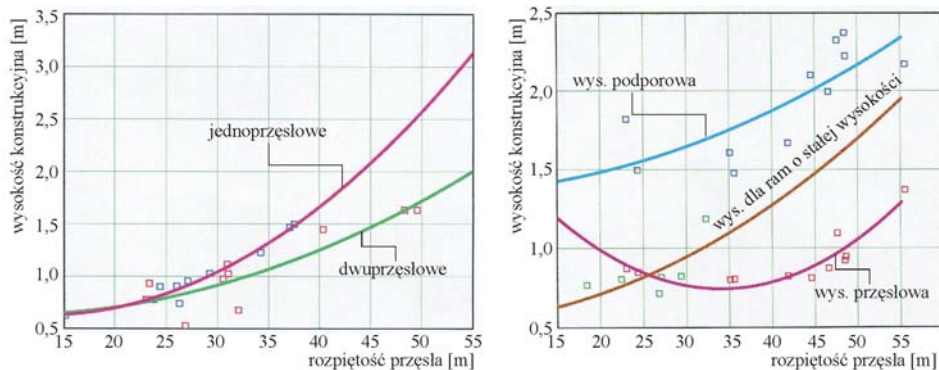 wysokość konstrukcyjna [m]
3,5
3,0
2,5
2,0
1,5
1,0
0,5
jednoprzęsłowe
dwuprzęsłowe
15 20 25 30 35 40 45 50 55
rozpiętość przęsła [m]
wysokość konstrukcyjna [m]
2,5
2,0
1,5
1,0
0,5
wys. podporowa
wys. dla ram o stałej wysokości
wys. przęsłowa
15 20 25 30 35 40 45 50 55
rozpiętość przęsła [m]